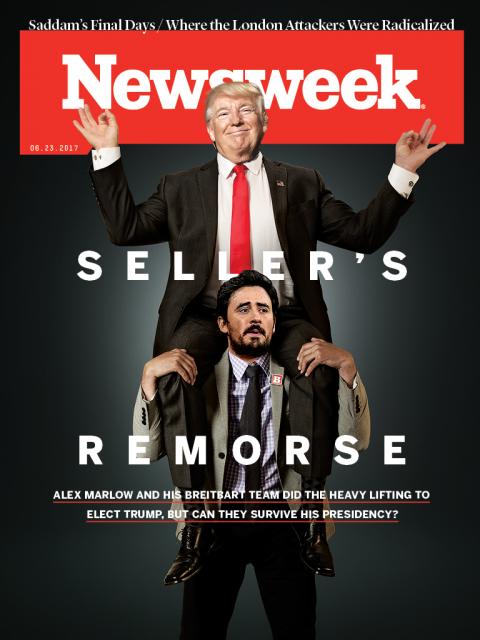 Saddam's Final Days / Where the London Attackers Were Radicalized
Newsweek
06.23.2017
SELLER'S
B
REMORSE
ALEX MARLOW AND HIS BREITBART TEAM DID THE HEAVY LIFTING TO
ELECT TRUMP, BUT CAN THEY SURVIVE HIS PRESIDENCY?